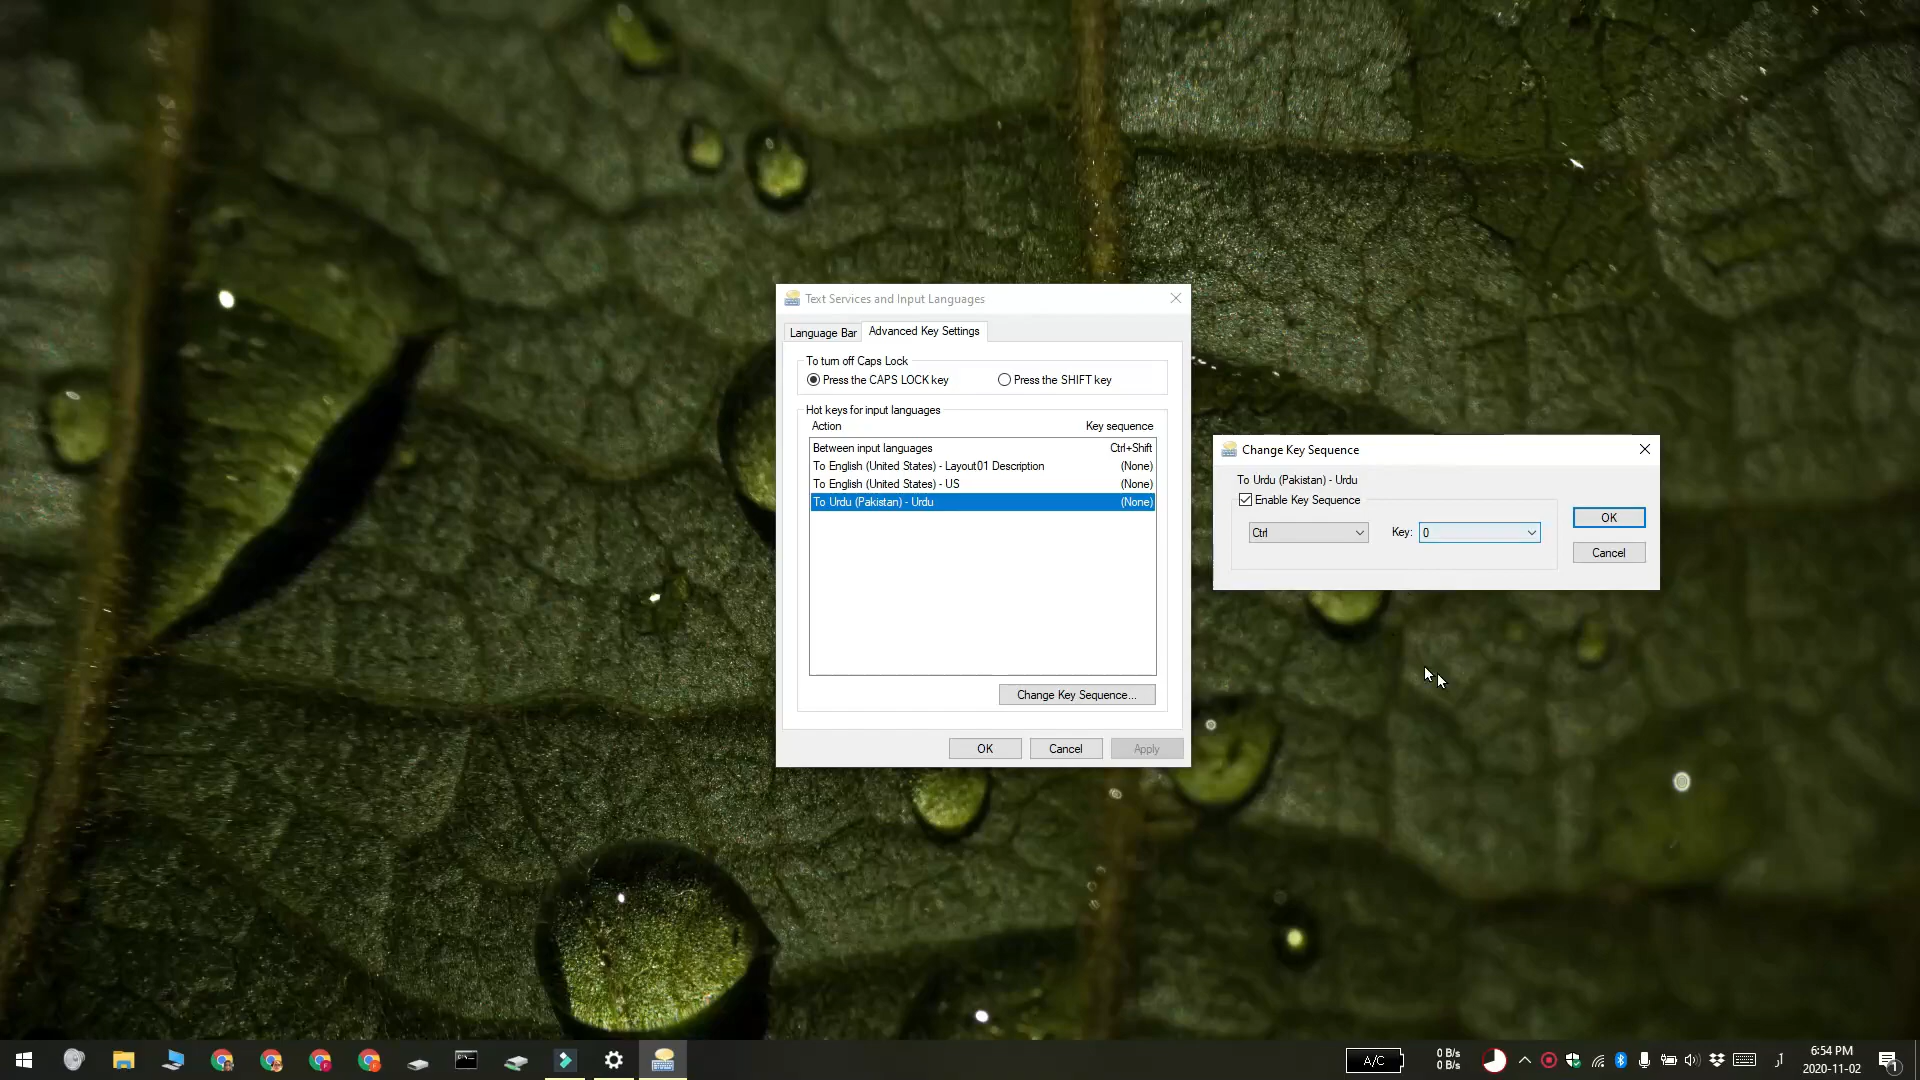 Text Services and Input Languages
Language Bar
Advanced Key Settings
To turn off Caps Lock
Press the CAPS LOCK key
Press the SHIFT key
Hot keys for input languages
Action Key sequence
Between input languages Ctrl+Shift
To English (United States) - Layout01 Description (None)
To English (United States) - US (None)
To Urdu (Pakistan) - Urdu (None)
Change Key Sequence...
OK
Cancel
Apply
Change Key Sequence
To Urdu (Pakistan) - Urdu
Enable Key Sequence
Ctrl
Key: 0
OK
Cancel
A/C
0 B/s
0 B/s
6:54 PM
2020-11-02
1